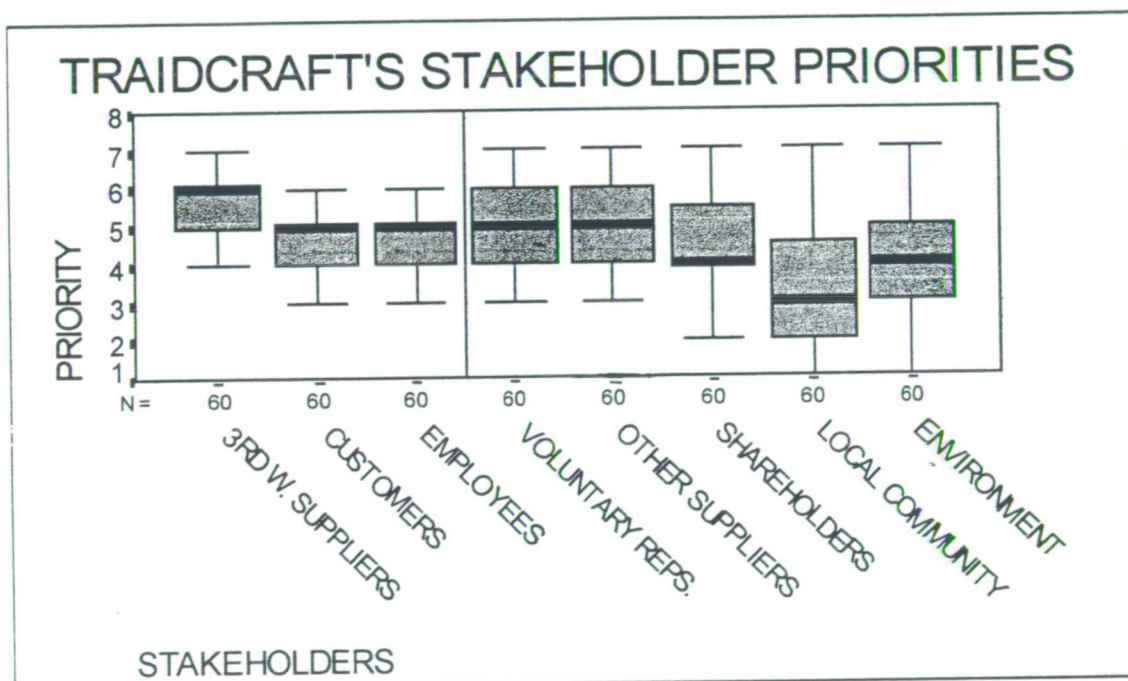 TRAIDCRAFT'S STAKEHOLDER PRIORITIES
8
7
6
5
4
3
2
1
PRIORITY
N = 60 60 60 60 60 60 60 60
3RD W. SUPPLIERS
CUSTOMERS
EMPLOYEES
VOLUNTARY REPS.
OTHER SUPPLIERS
SHAREHOLDERS
LOCAL COMMUNITY
ENVIRONMENT
STAKEHOLDERS